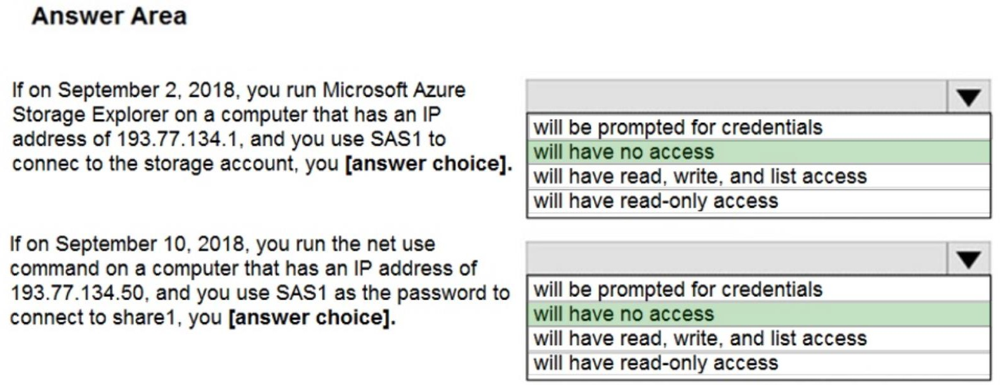 Answer Area
If on September 2, 2018, you run Microsoft Azure
Storage Explorer on a computer that has an IP
address of 193.77.134.1, and you use SAS1 to
connec to the storage account, you [answer choice].
will be prompted for credentials
will have no access
will have read, write, and list access
will have read-only access
If on September 10, 2018, you run the net use
command on a computer that has an IP address of
193.77.134.50, and you use SAS1 as the password to
connect to share1, you [answer choice].
will be prompted for credentials
will have no access
will have read, write, and list access
will have read-only access